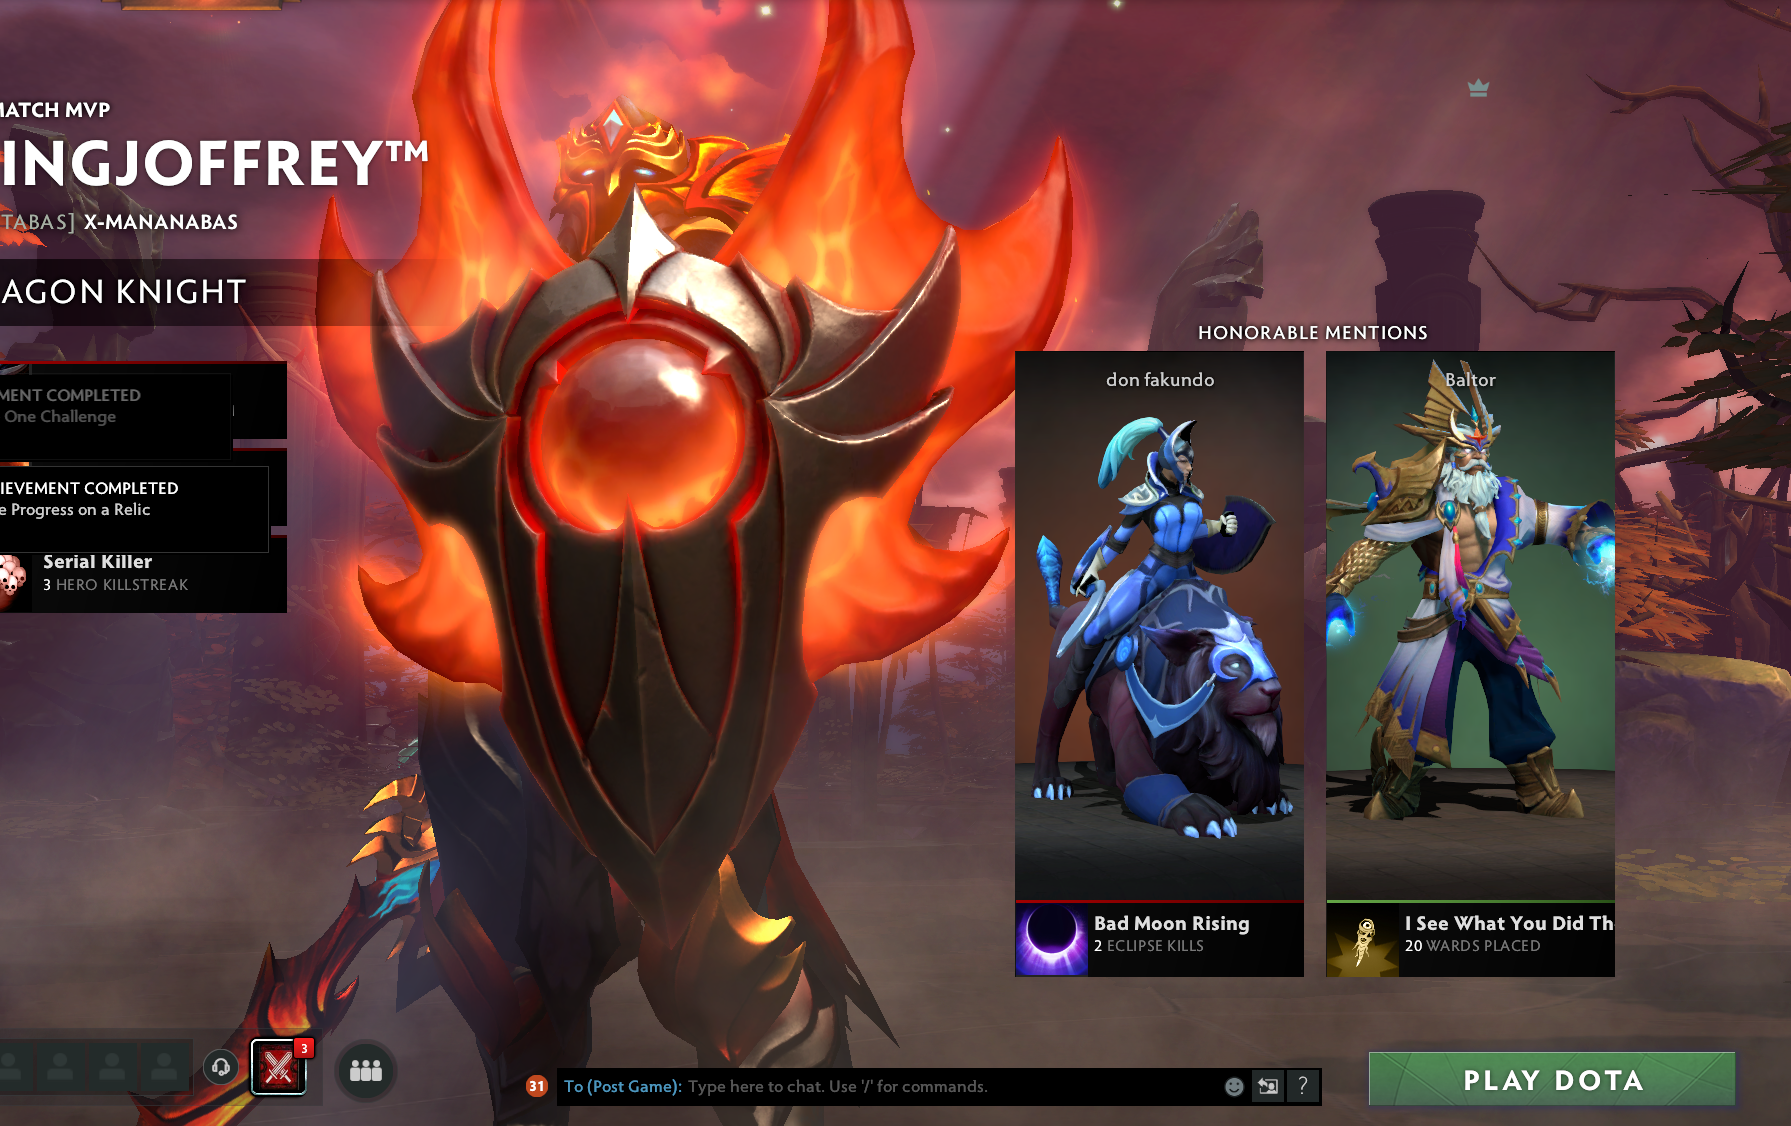 MATCH MVP
INGJOFFREY™
TABAS] X-MANANABAS
AGON KNIGHT
MENT COMPLETED
One Challenge
IEVEMENT COMPLETED
e Progress on a Relic
Serial Killer
3 HERO KILLSTREAK
HONORABLE MENTIONS
don fakundo
Baltor
Bad Moon Rising
2 ECLIPSE KILLS
I See What You Did Th
20 WARDS PLACED
3
31
To (Post Game): Type here to chat. Use '/' for commands.
?
PLAY DOTA